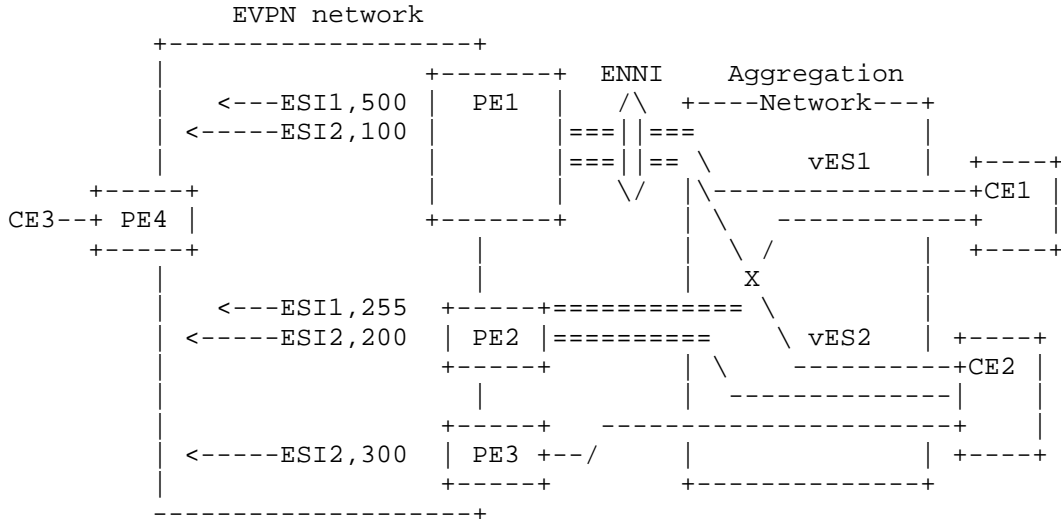 EVPN network
ENNI Aggregation
<---ESI1,500 PE1 Network
<-----ESI2,100
vES1
CE1
CE3 PE4
X
<---ESI1,255
<-----ESI2,200 PE2 vES2
CE2
<-----ESI2,300 PE3